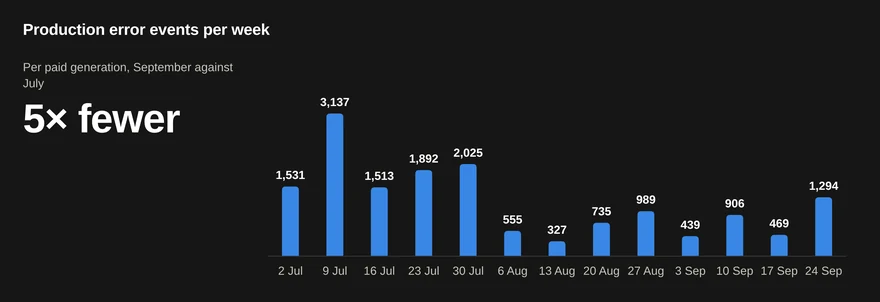 Production error events per week
Per paid generation, September against
July
5× fewer
3,137
2,025
1,892
1,531
1,513
1,294
989
906
735
555
469
439
327
2 Jul
9 Jul
16 Jul
23 Jul
30 Jul
6 Aug
13 Aug
20 Aug
27 Aug
3 Sep
10 Sep
17 Sep
24 Sep